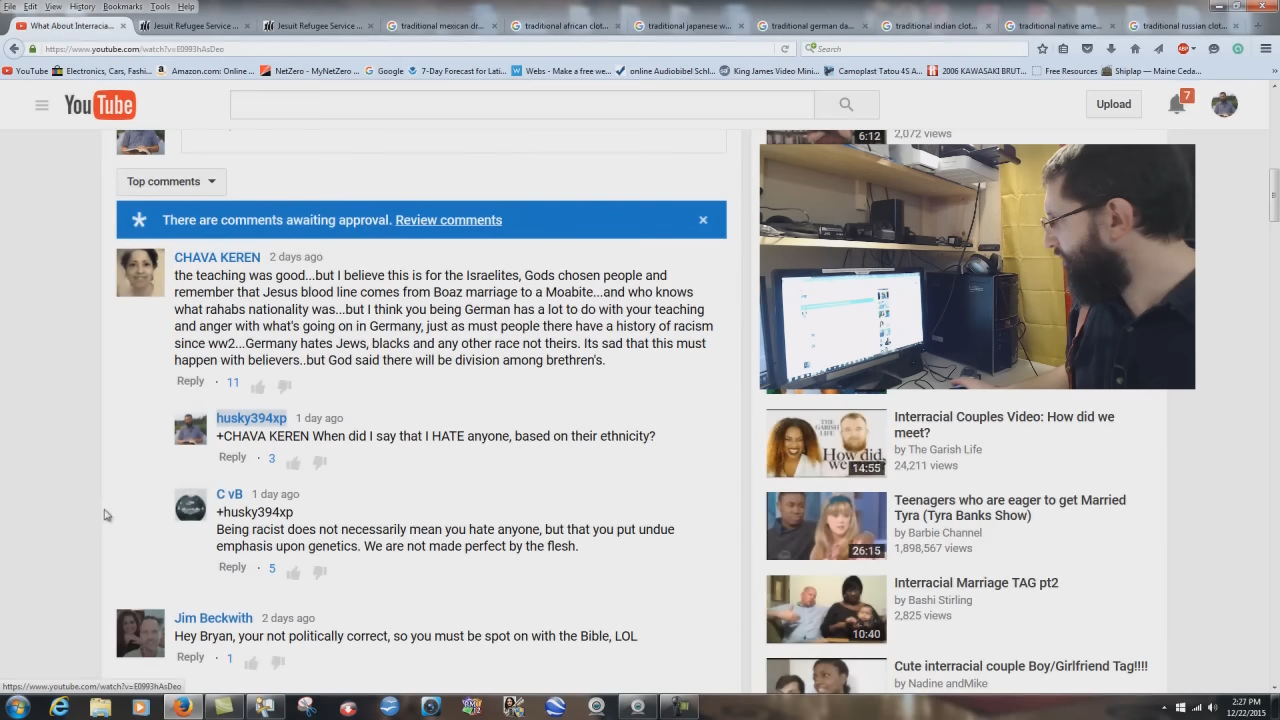 File Edit View History Bookmarks Tools Help
What About Interracia...
Jesuit Refugee Service ...
Jesuit Refugee Service ...
traditional mexican dr...
traditional african clot...
traditional japanese w...
traditional german da...
traditional indian clot...
traditional native ame...
traditional russian clot...
https://www.youtube.com/watch?v=E0993hAsDeo
Search
YouTube
Electronics, Cars, Fashi...
Amazon.com: Online ...
NetZero - MyNetZero ...
Google
7-Day Forecast for Lati...
Webs - Make a free we...
online Audiobibel Schl...
King James Video Mini...
Camoplast Tatou 4S A...
2006 KAWASAKI BRUT...
Free Resources
Shiplap — Maine Ceda...
YouTube
Upload
7
6:12
2,072 views
Top comments
There are comments awaiting approval. Review comments
CHAVA KEREN 2 days ago
the teaching was good...but I believe this is for the Israelites, Gods chosen people and
remember that Jesus blood line comes from Boaz marriage to a Moabite...and who knows
what rahabs nationality was...but I think you being German has a lot to do with your teaching
and anger with what's going on in Germany, just as must people there have a history of racism
since ww2...Germany hates Jews, blacks and any other race not theirs. Its sad that this must
happen with believers..but God said there will be division among brethren's.
Reply · 11
husky394xp 1 day ago
+CHAVA KEREN When did I say that I HATE anyone, based on their ethnicity?
Reply · 3
C vB 1 day ago
+husky394xp
Being racist does not necessarily mean you hate anyone, but that you put undue
emphasis upon genetics. We are not made perfect by the flesh.
Reply · 5
Jim Beckwith 2 days ago
Hey Bryan, your not politically correct, so you must be spot on with the Bible, LOL
Reply · 1
THE GARISH LIFE
How did we
14:55
Interracial Couples Video: How did we
meet?
by The Garish Life
24,211 views
26:15
Teenagers who are eager to get Married
Tyra (Tyra Banks Show)
by Barbie Channel
1,898,567 views
10:40
Interracial Marriage TAG pt2
by Bashi Stirling
2,825 views
Cute interracial couple Boy/Girlfriend Tag!!!!
by Nadine andMike
https://www.youtube.com/watch?v=E0993hAsDeo
2:27 PM
12/22/2015